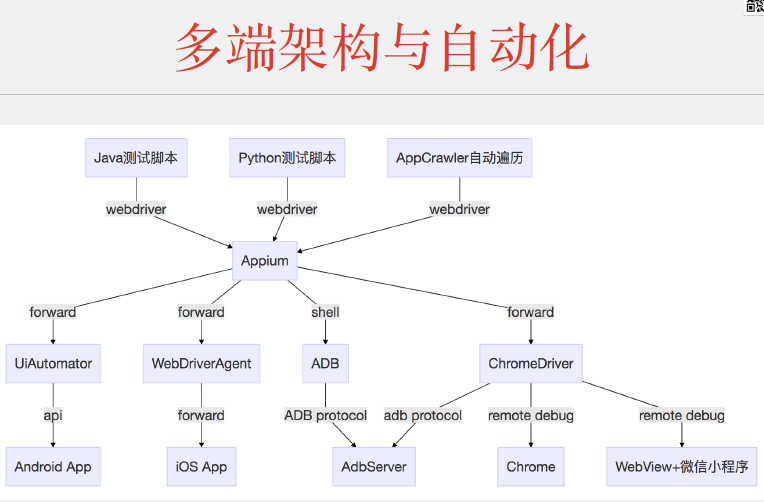 多端架构与自动化
Java测试脚本 Python测试脚本 AppCrawler自动遍历
webdriver webdriver webdriver
Appium
forward forward shell forward
UiAutomator WebDriverAgent ADB ChromeDriver
api forward ADB protocol adb protocol remote debug remote debug
Android App iOS App AdbServer Chrome WebView+微信小程序